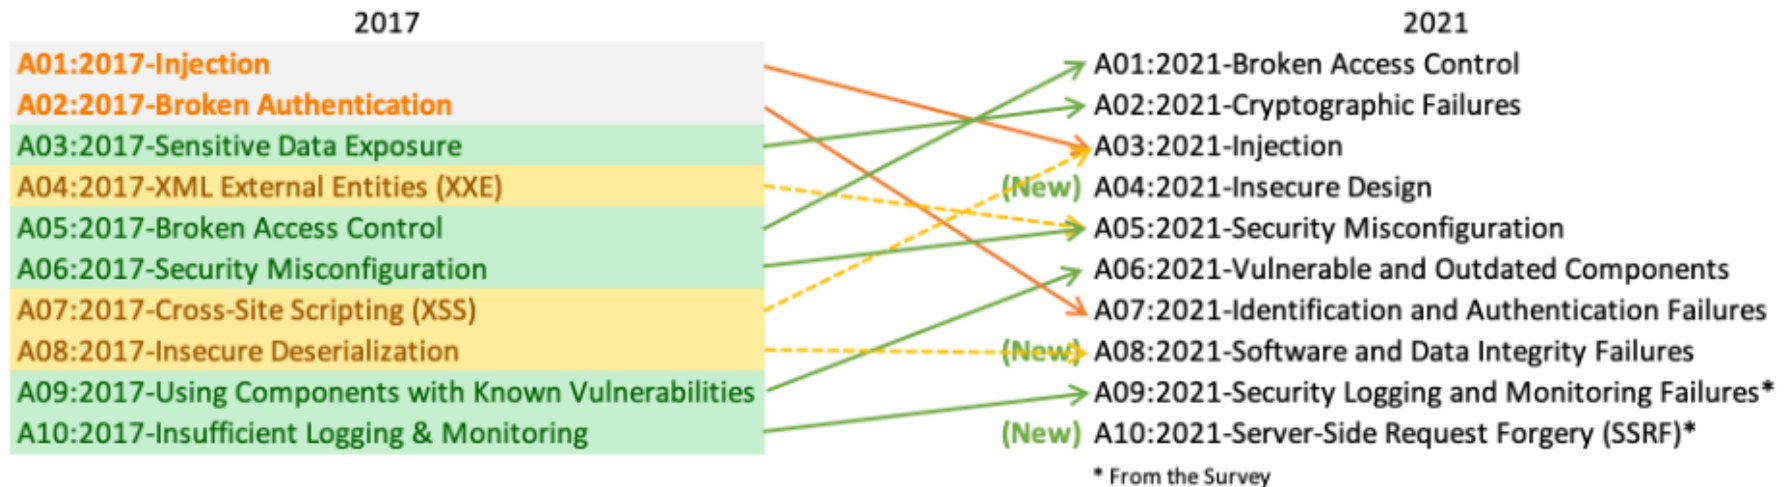 2017
A01:2017-Injection
A02:2017-Broken Authentication
A03:2017-Sensitive Data Exposure
A04:2017-XML External Entities (XXE)
A05:2017-Broken Access Control
A06:2017-Security Misconfiguration
A07:2017-Cross-Site Scripting (XSS)
A08:2017-Insecure Deserialization
A09:2017-Using Components with Known Vulnerabilities
A10:2017-Insufficient Logging & Monitoring
2021
A01:2021-Broken Access Control
A02:2021-Cryptographic Failures
A03:2021-Injection
(New) A04:2021-Insecure Design
A05:2021-Security Misconfiguration
A06:2021-Vulnerable and Outdated Components
A07:2021-Identification and Authentication Failures
(New) A08:2021-Software and Data Integrity Failures
A09:2021-Security Logging and Monitoring Failures*
(New) A10:2021-Server-Side Request Forgery (SSRF)*
* From the Survey